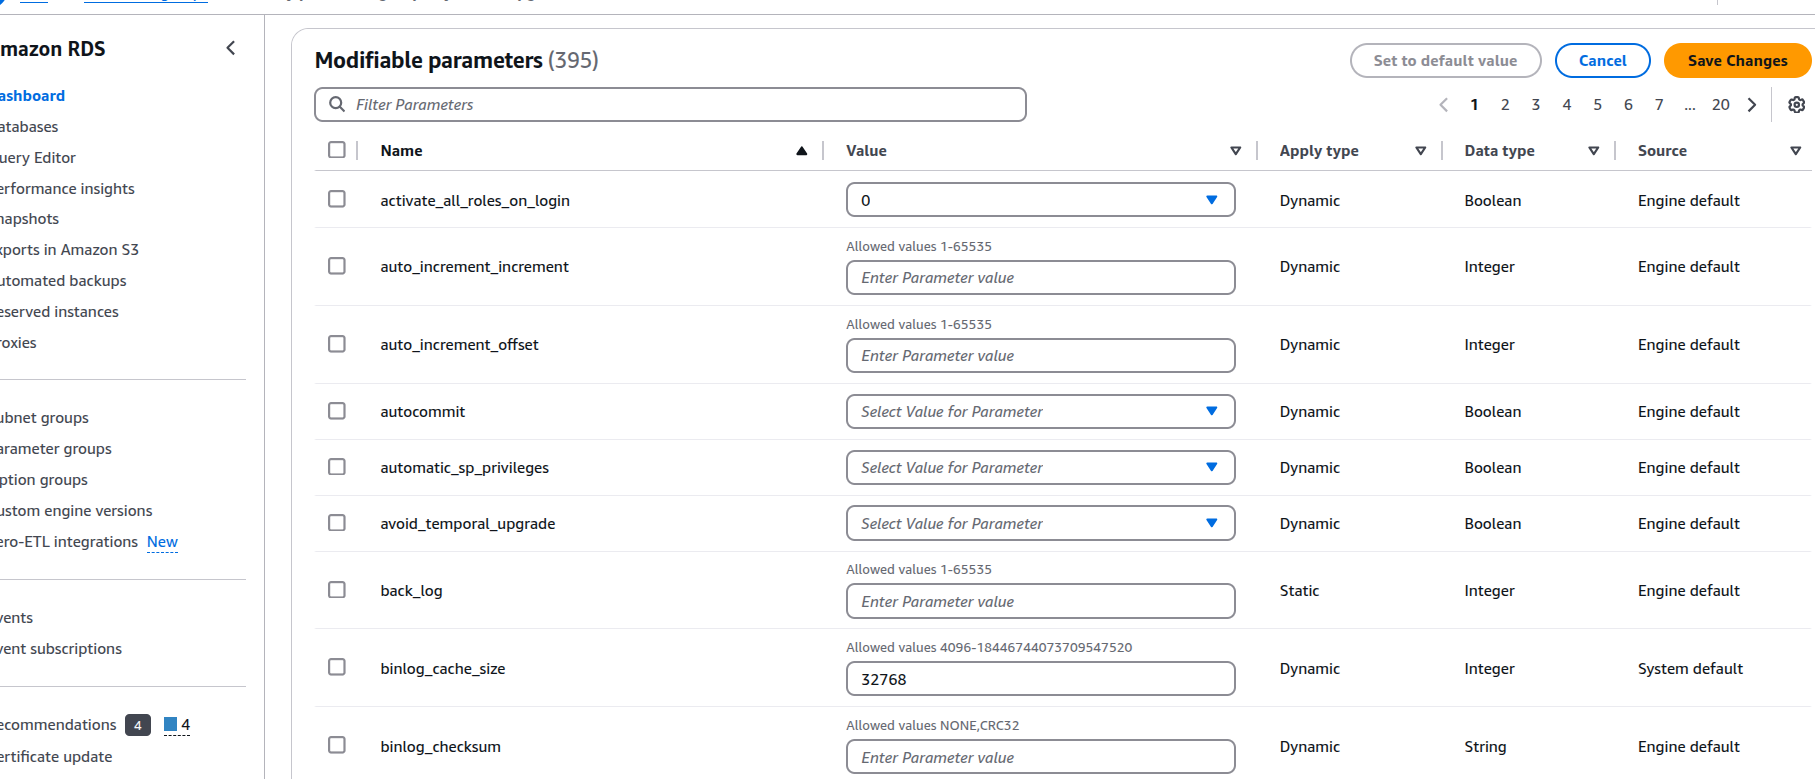 mazon RDS
ashboard
atabases
uery Editor
erformance insights
napshots
xports in Amazon S3
utomated backups
eserved instances
roxies
ubnet groups
arameter groups
ption groups
ustom engine versions
ero-ETL integrations New
vents
vent subscriptions
ecommendations 4 4
ertificate update
Modifiable parameters (395)
Set to default value
Cancel
Save Changes
Filter Parameters
1 2 3 4 5 6 7 ... 20
Name Value Apply type Data type Source
activate_all_roles_on_login 0 Dynamic Boolean Engine default
Allowed values 1-65535
auto_increment_increment Enter Parameter value Dynamic Integer Engine default
Allowed values 1-65535
auto_increment_offset Enter Parameter value Dynamic Integer Engine default
autocommit Select Value for Parameter Dynamic Boolean Engine default
automatic_sp_privileges Select Value for Parameter Dynamic Boolean Engine default
avoid_temporal_upgrade Select Value for Parameter Dynamic Boolean Engine default
Allowed values 1-65535
back_log Enter Parameter value Static Integer Engine default
Allowed values 4096-18446744073709547520
binlog_cache_size 32768 Dynamic Integer System default
Allowed values NONE,CRC32
binlog_checksum Enter Parameter value Dynamic String Engine default